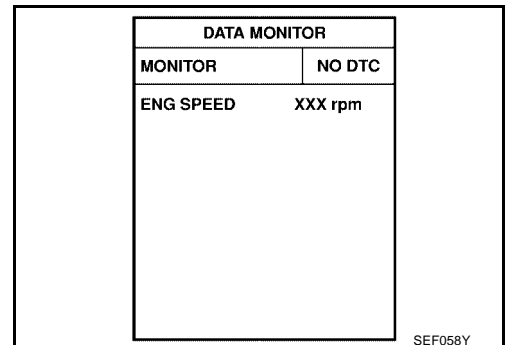 DATA MONITOR
MONITOR NO DTC
ENG SPEED XXX rpm
SEF058Y